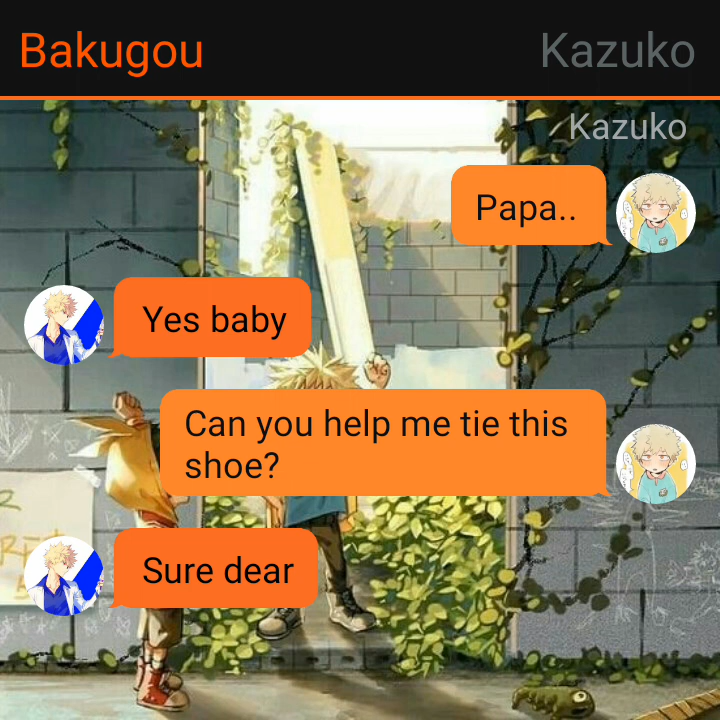 Bakugou Kazuko
Kazuko
Papa..
Yes baby
Can you help me tie this
shoe?
Sure dear